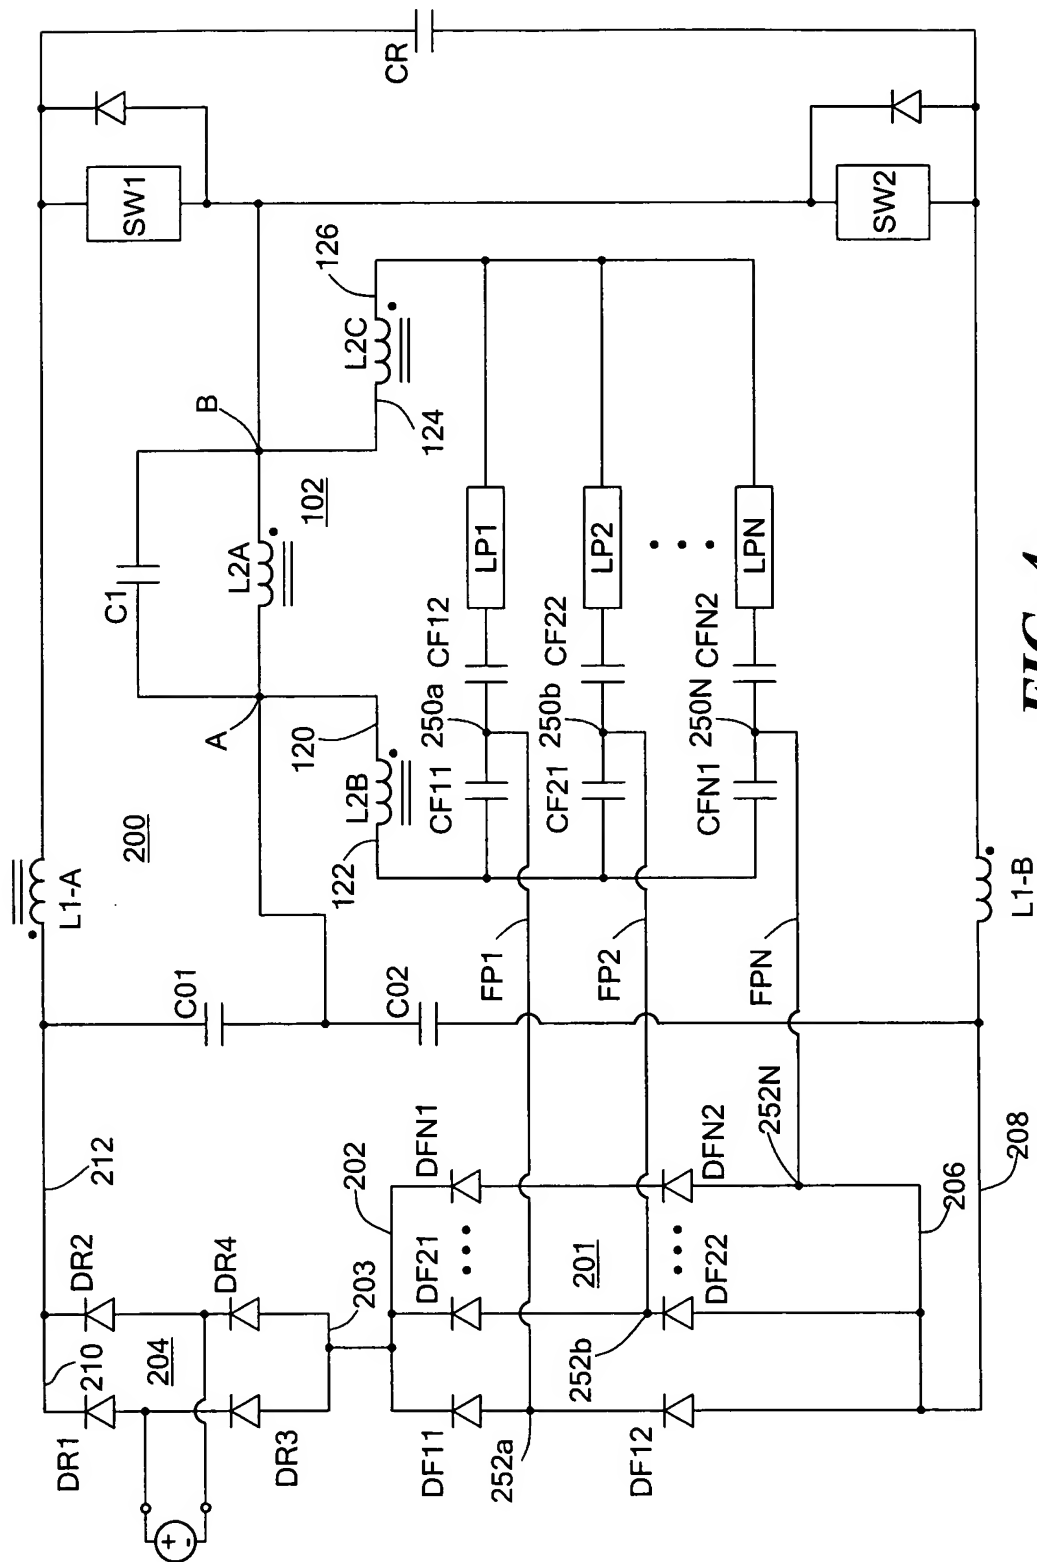 DR1
DR2
210
204
212
DR3
DR4
203
+
-
202
DF11
DF21
DFN1
201
252a
252b
252N
DF12
DF22
DFN2
206
208
L1-A
200
C01
C02
FP1
FP2
FPN
L1-B
A
B
C1
L2A
102
120
122
L2B
L2C
124
126
CF11
250a
CF12
LP1
CF21
250b
CF22
LP2
CFN1
250N
CFN2
LPN
SW1
SW2
CR
FIG. 4